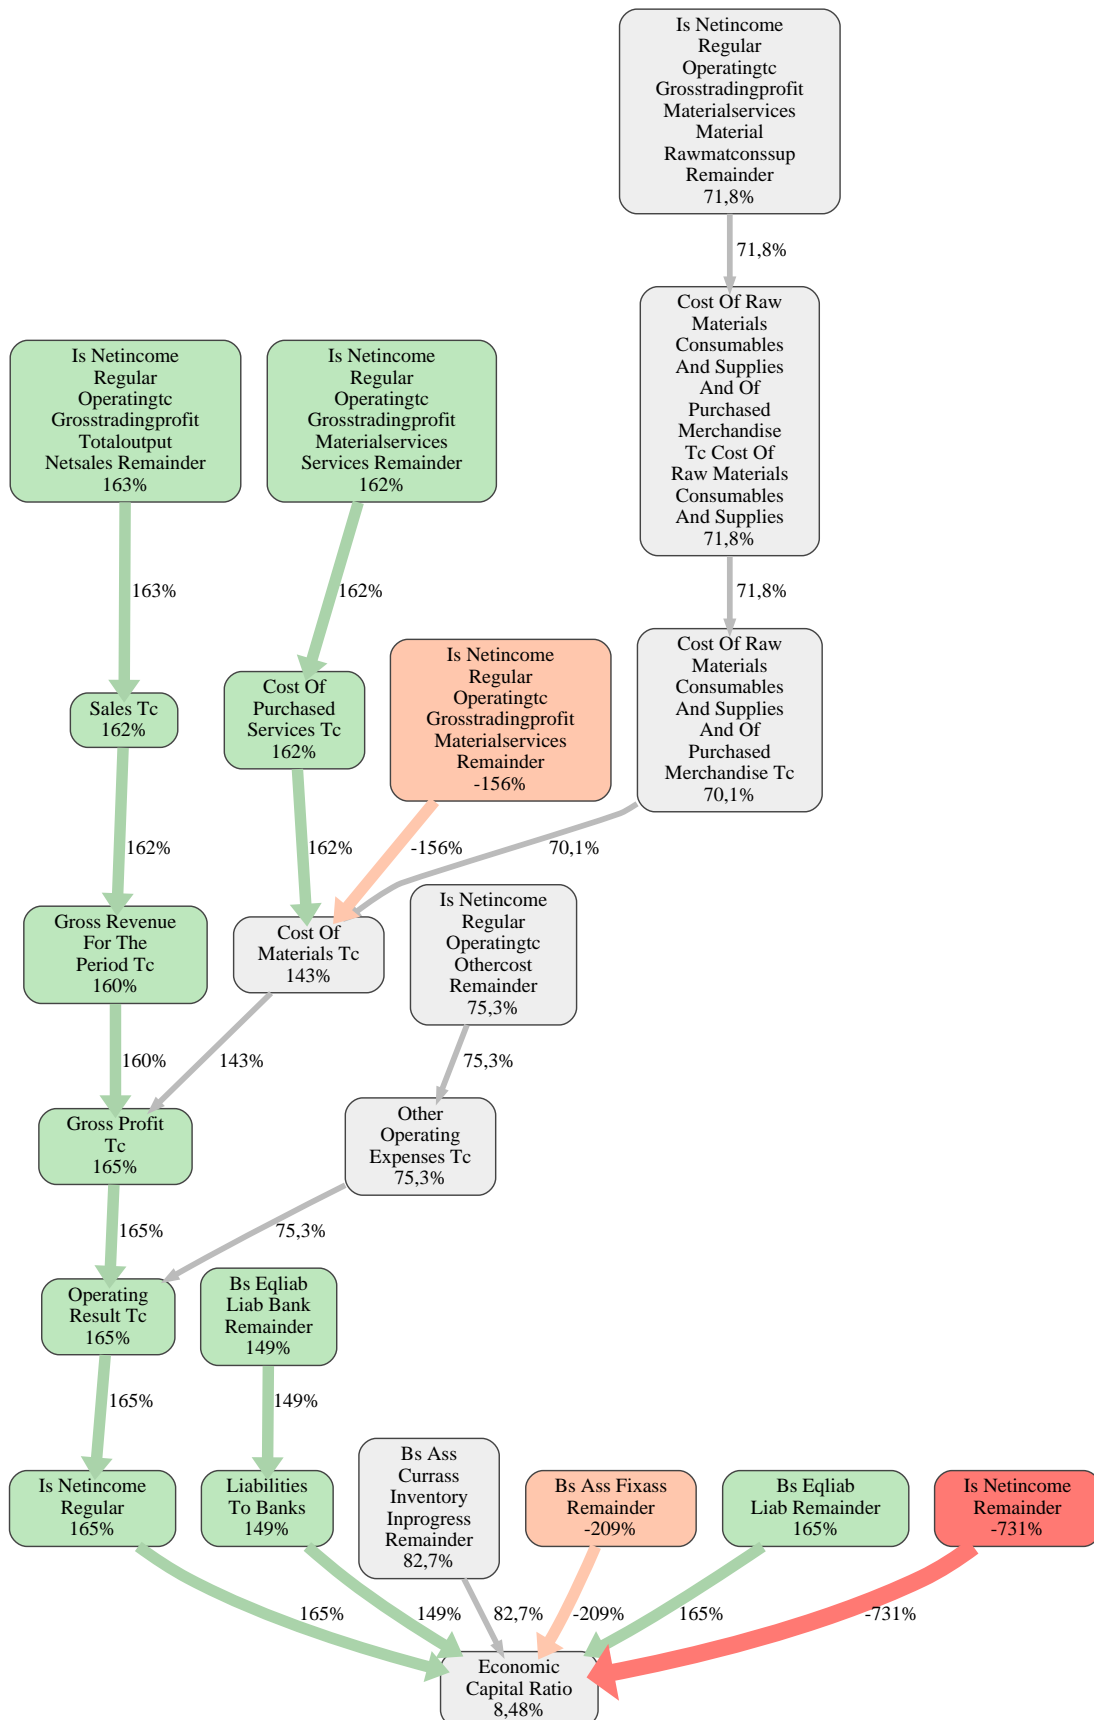 Is Netincome
Regular
Operatingtc
Grosstradingprofit
Materialservices
Material
Rawmatconssup
Remainder
71,8%
71,8%
Cost Of Raw
Materials
Consumables
And Supplies
And Of
Purchased
Merchandise
Tc Cost Of
Raw Materials
Consumables
And Supplies
71,8%
Is Netincome
Regular
Operatingtc
Grosstradingprofit
Totaloutput
Netsales Remainder
163%
Is Netincome
Regular
Operatingtc
Grosstradingprofit
Materialservices
Services Remainder
162%
163%
162%
71,8%
Sales Tc
162%
Cost Of
Purchased
Services Tc
162%
Is Netincome
Regular
Operatingtc
Grosstradingprofit
Materialservices
Remainder
-156%
Cost Of Raw
Materials
Consumables
And Supplies
And Of
Purchased
Merchandise Tc
70,1%
162%
162%
-156%
70,1%
Gross Revenue
For The
Period Tc
160%
Cost Of
Materials Tc
143%
Is Netincome
Regular
Operatingtc
Othercost
Remainder
75,3%
160%
143%
75,3%
Gross Profit
Tc
165%
Other
Operating
Expenses Tc
75,3%
165%
75,3%
Operating
Result Tc
165%
Bs Eqliab
Liab Bank
Remainder
149%
165%
149%
Is Netincome
Regular
165%
Liabilities
To Banks
149%
Bs Ass
Currass
Inventory
Inprogress
Remainder
82,7%
Bs Ass Fixass
Remainder
-209%
Bs Eqliab
Liab Remainder
165%
Is Netincome
Remainder
-731%
165%
149%
82,7%
-209%
165%
-731%
Economic
Capital Ratio
8,48%